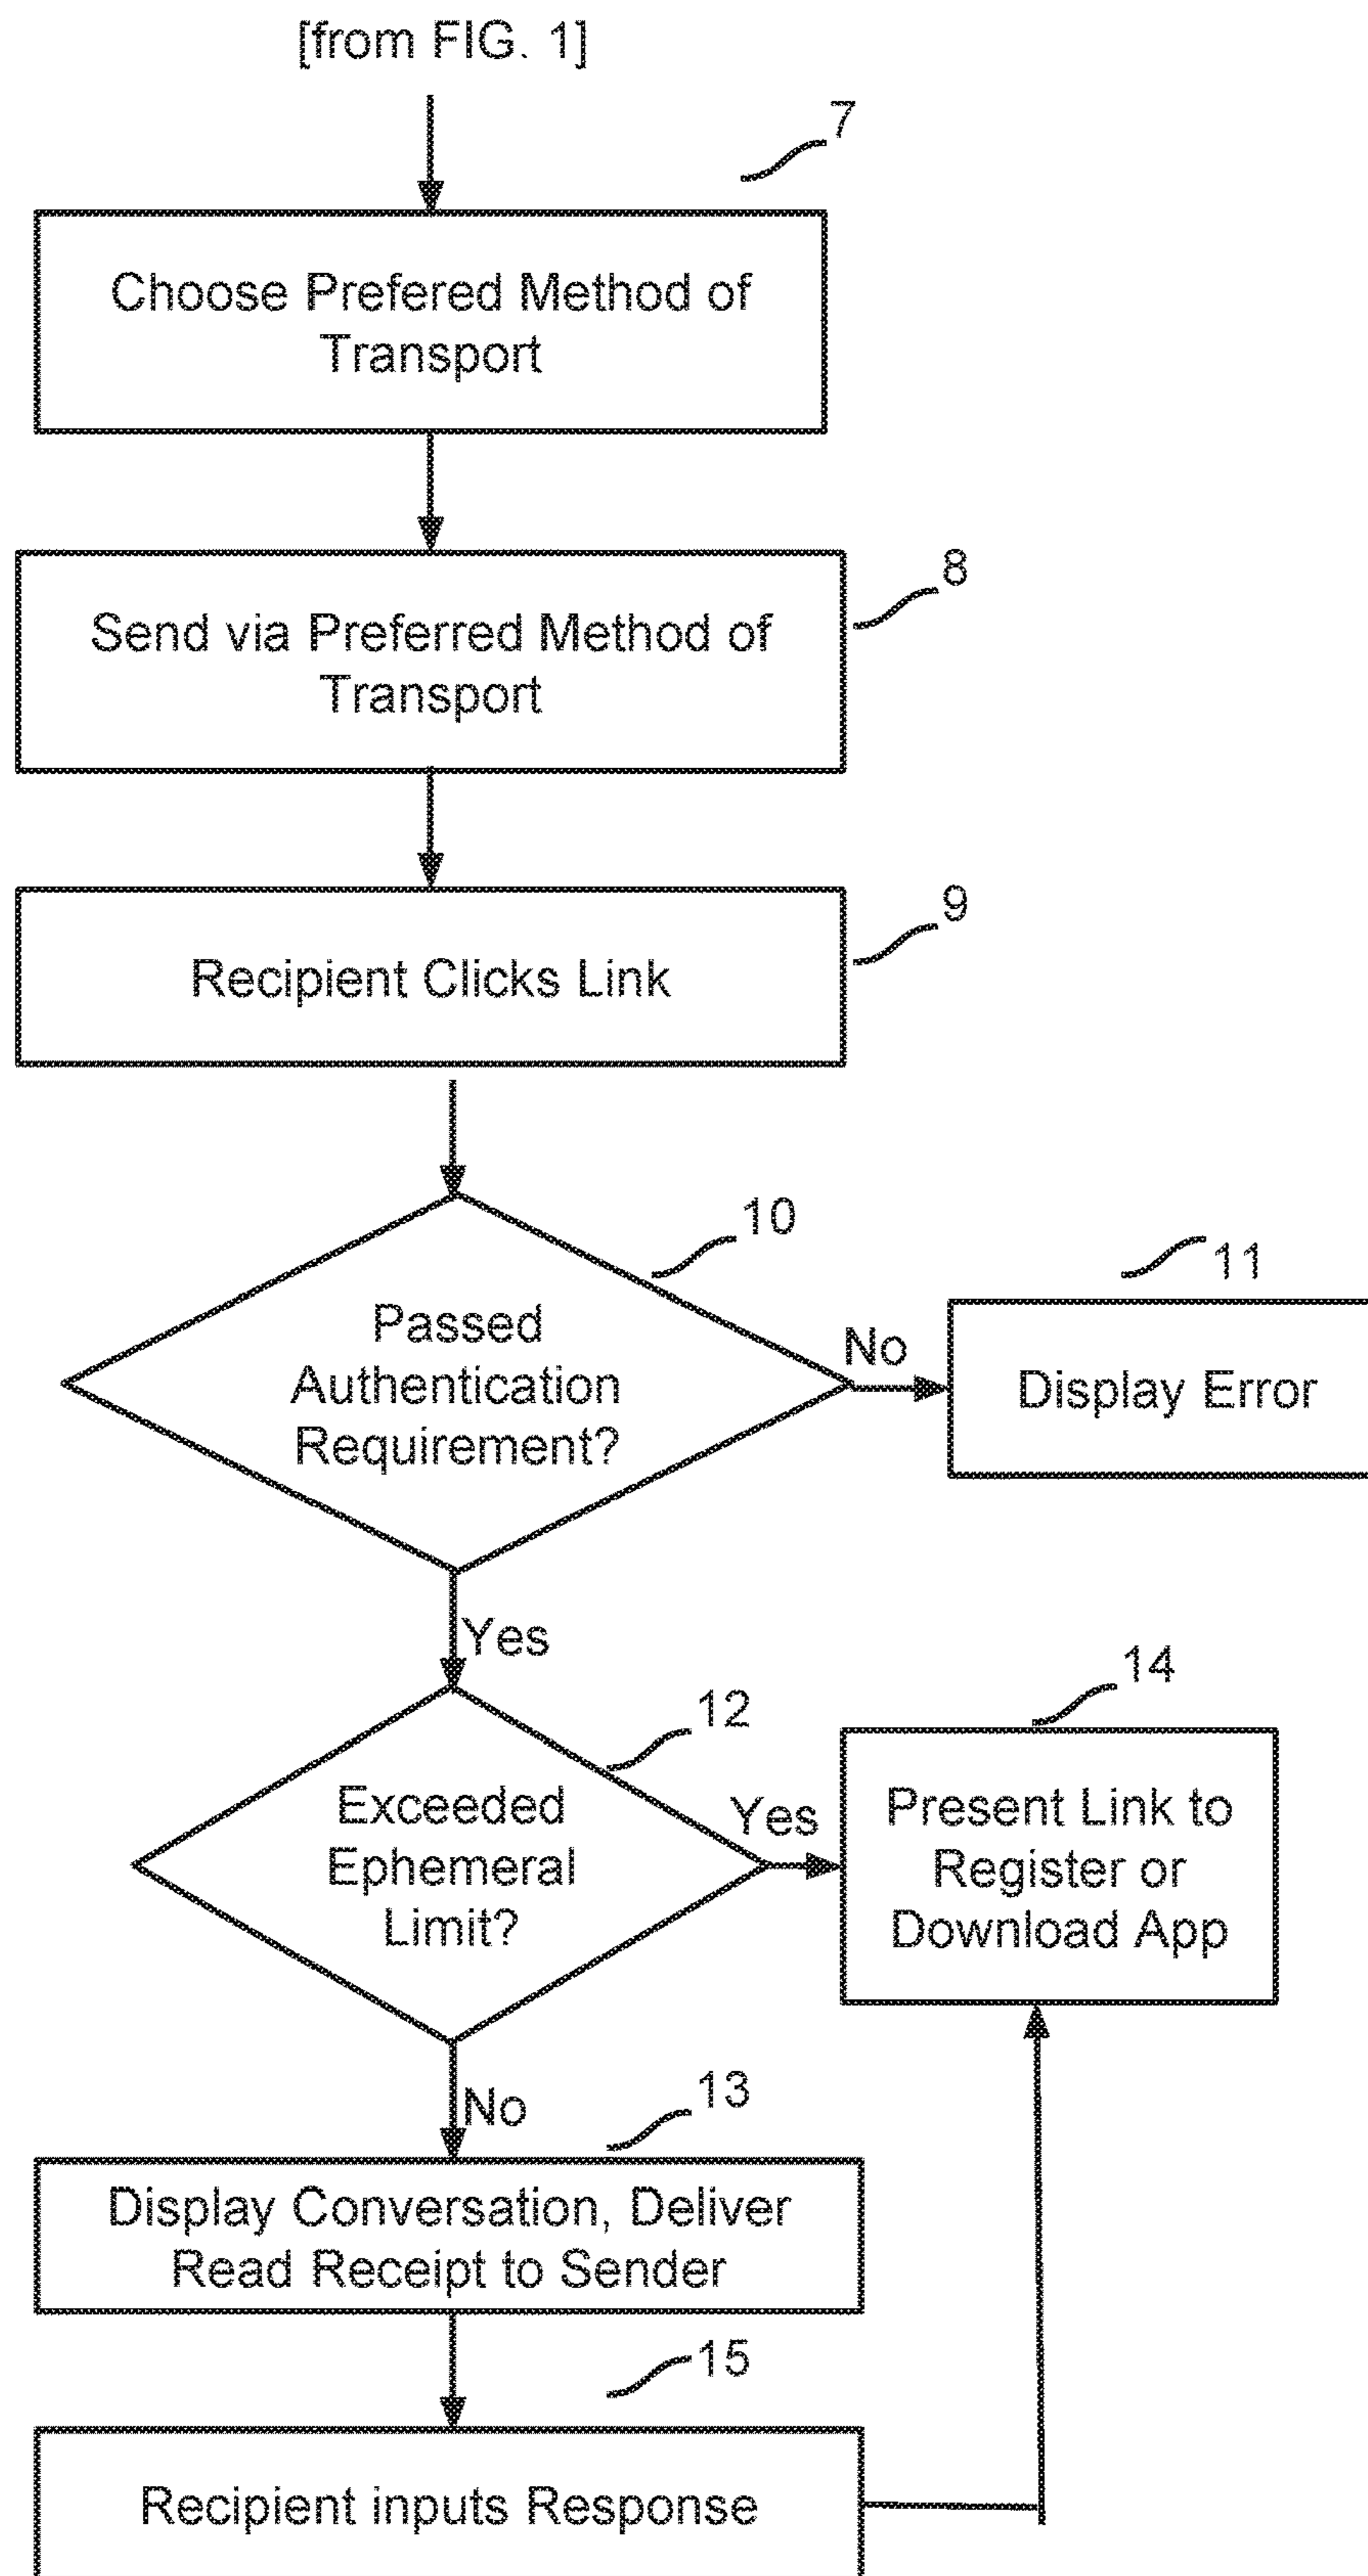 [from FIG. 1]
7
Choose Prefered Method of
Transport
8
Send via Preferred Method of
Transport
9
Recipient Clicks Link
10
Passed
Authentication
Requirement?
No
11
Display Error
Yes
12
Exceeded
Ephemeral
Limit?
Yes
14
Present Link to
Register or
Download App
No
13
Display Conversation, Deliver
Read Receipt to Sender
15
Recipient inputs Response